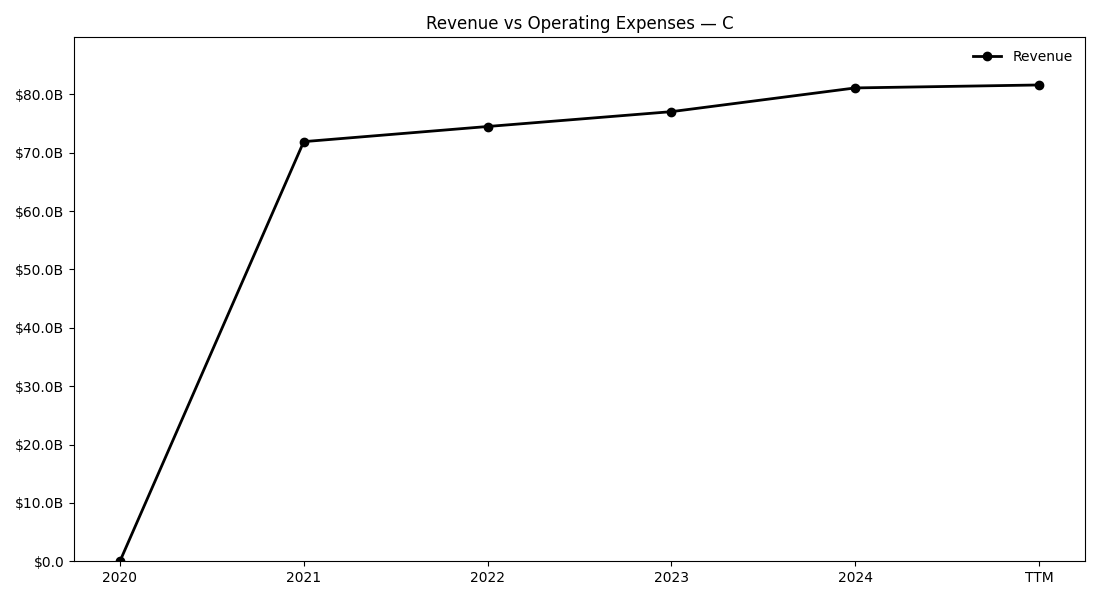 Revenue vs Operating Expenses — C
Revenue
$80.0B
$70.0B
$60.0B
$50.0B
$40.0B
$30.0B
$20.0B
$10.0B
$0.0
2020 2021 2022 2023 2024 TTM